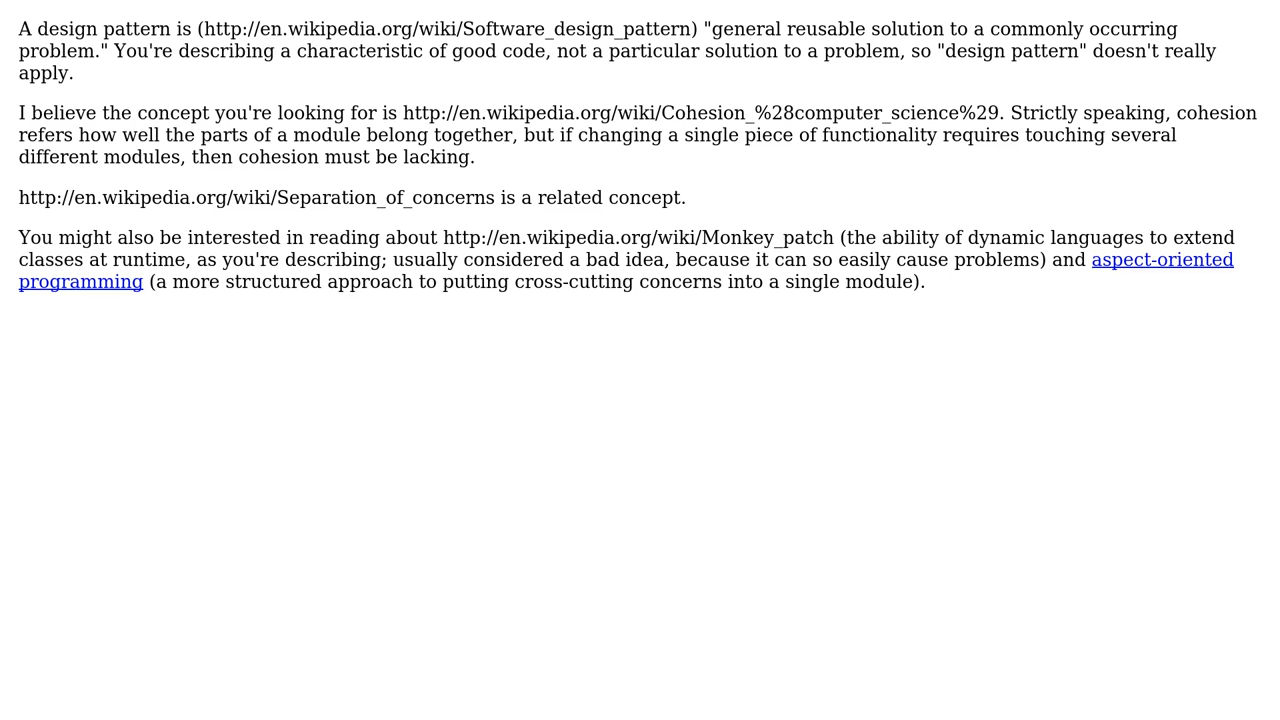 A design pattern is (http://en.wikipedia.org/wiki/Software_design_pattern) "general reusable solution to a commonly occurring
problem." You're describing a characteristic of good code, not a particular solution to a problem, so "design pattern" doesn't really
apply.
I believe the concept you're looking for is http://en.wikipedia.org/wiki/Cohesion_%28computer_science%29. Strictly speaking, cohesion
refers how well the parts of a module belong together, but if changing a single piece of functionality requires touching several
different modules, then cohesion must be lacking.
http://en.wikipedia.org/wiki/Separation_of_concerns is a related concept.
You might also be interested in reading about http://en.wikipedia.org/wiki/Monkey_patch (the ability of dynamic languages to extend
classes at runtime, as you're describing; usually considered a bad idea, because it can so easily cause problems) and aspect-oriented
programming (a more structured approach to putting cross-cutting concerns into a single module).